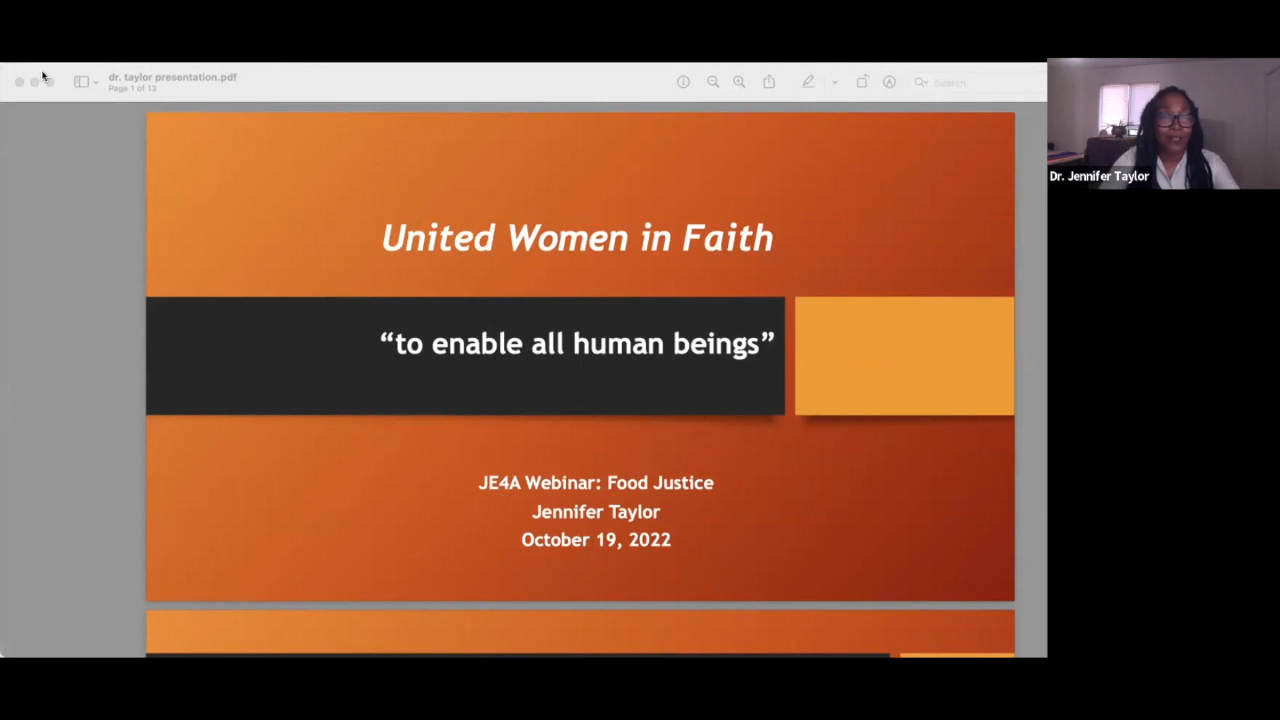 dr. taylor presentation.pdf
Page 1 of 13
Search
Dr. Jennifer Taylor
United Women in Faith
“to enable all human beings”
JE4A Webinar: Food Justice
Jennifer Taylor
October 19, 2022